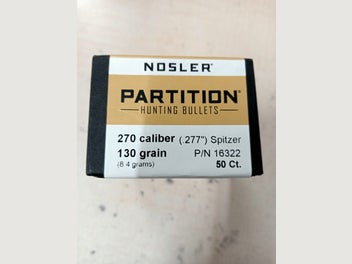 NOSLER®
PARTITION®
HUNTING BULLETS
270 caliber (.277") Spitzer
130 grain P/N 16322
(8.4 grams) 50 Ct.